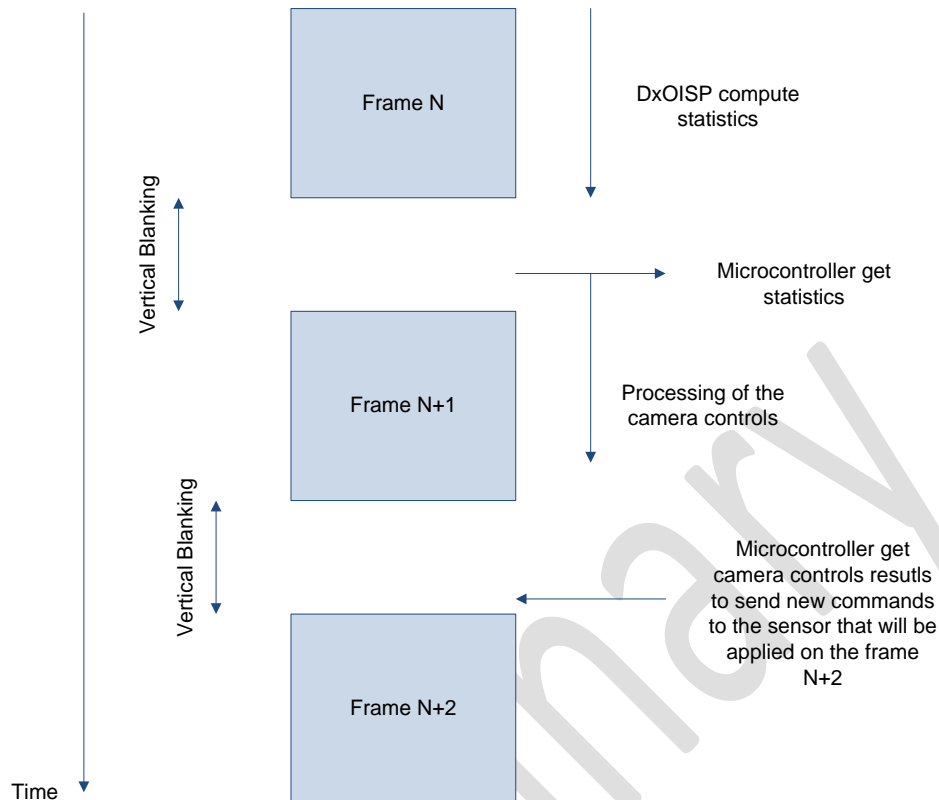 Frame N
DxOISP compute
statistics
Vertical Blanking
Microcontroller get
statistics
Frame N+1
Processing of the
camera controls
Vertical Blanking
Microcontroller get
camera controls resutls
to send new commands
to the sensor that will be
applied on the frame
N+2
Frame N+2
Time